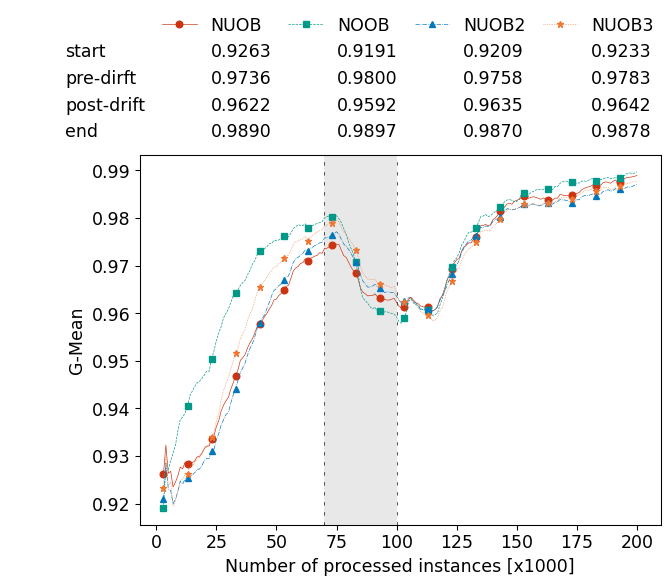 NUOB NOOB NUOB2 NUOB3
start 0.9263 0.9191 0.9209 0.9233
pre-dirft 0.9736 0.9800 0.9758 0.9783
post-drift 0.9622 0.9592 0.9635 0.9642
end 0.9890 0.9897 0.9870 0.9878
0.99
0.98
0.97
0.96
0.95
0.94
0.93
0.92
G-Mean
0 25 50 75 100 125 150 175 200
Number of processed instances [x1000]